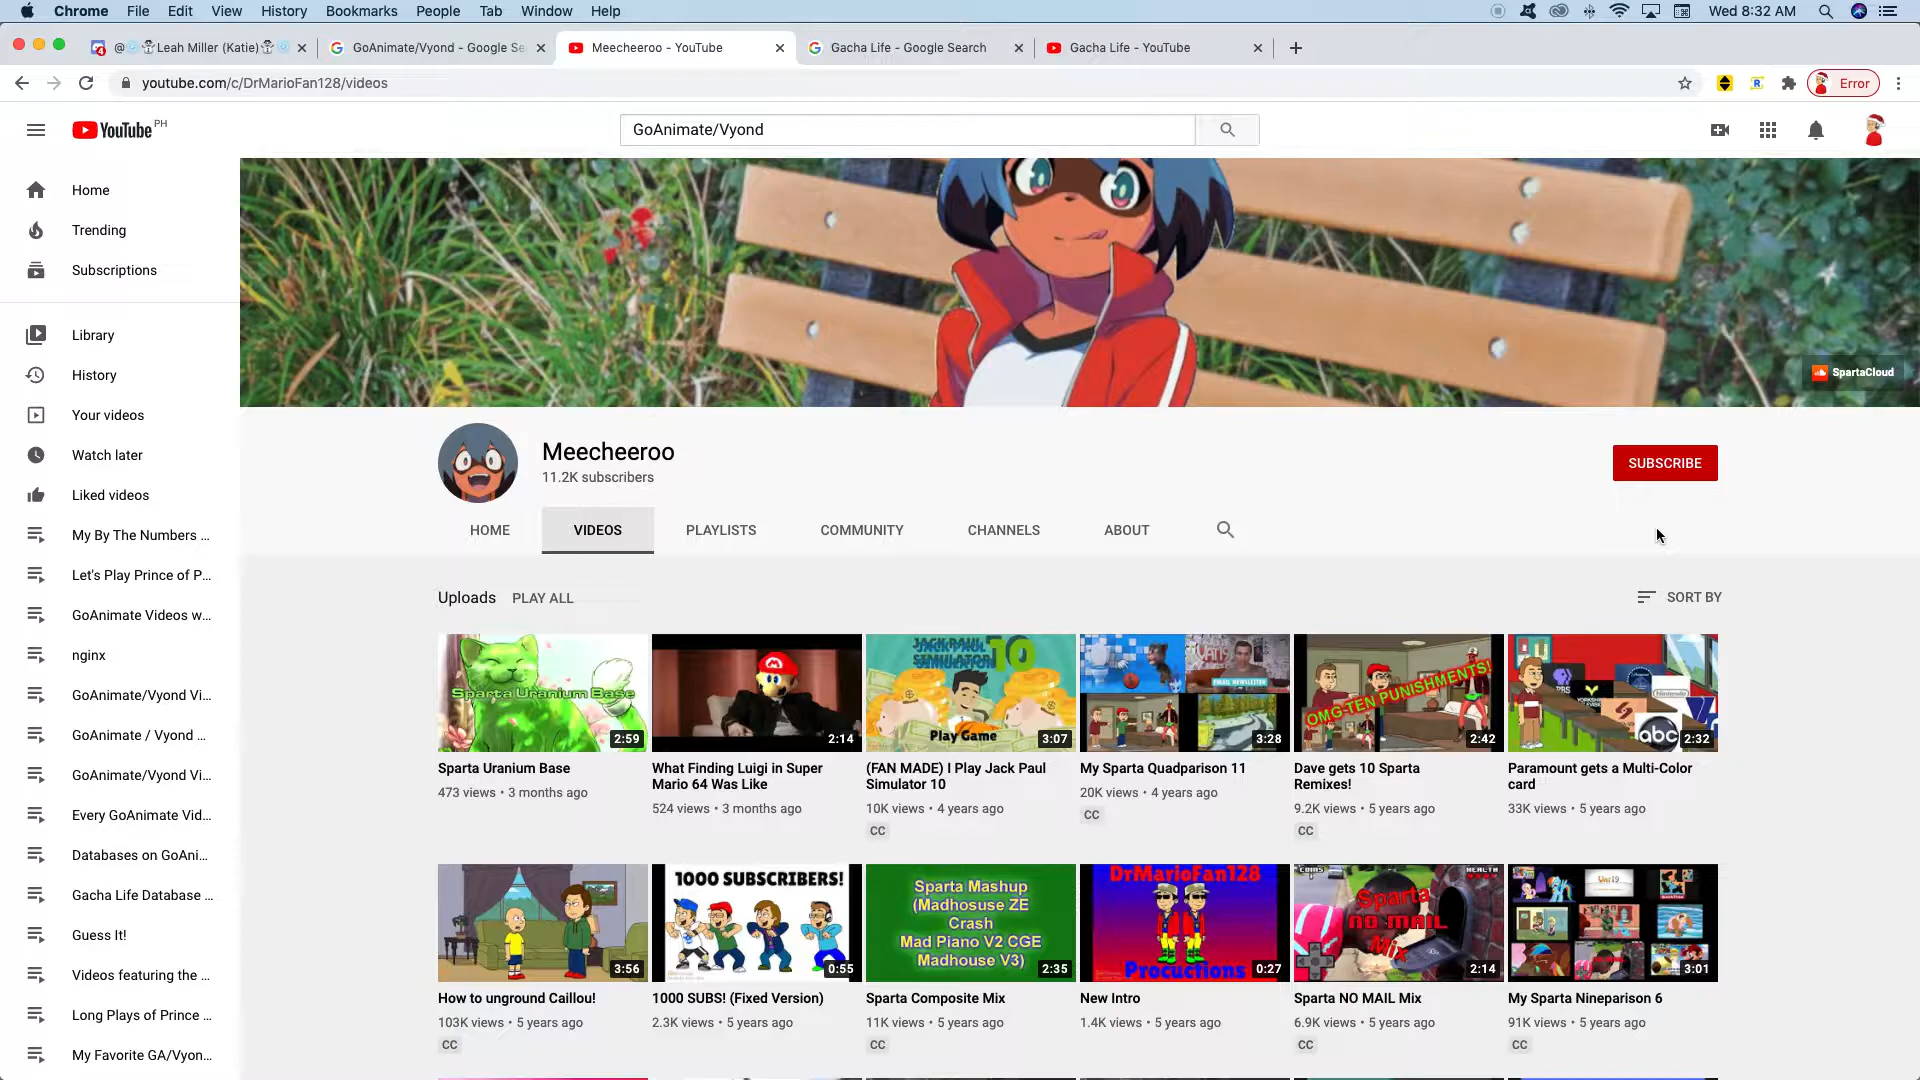 Chrome File Edit View History Bookmarks People Tab Window Help Wed 8:32 AM
4 @❄️☃️Leah Miller (Katie)☃️❄️ GoAnimate/Vyond - Google Se Meecheeroo - YouTube Gacha Life - Google Search Gacha Life - YouTube
youtube.com/c/DrMarioFan128/videos Error
YouTube PH GoAnimate/Vyond
Home
Trending
Subscriptions
Library
History
Your videos
Watch later
Liked videos
My By The Numbers ...
Let's Play Prince of P...
GoAnimate Videos w...
nginx
GoAnimate/Vyond Vi...
GoAnimate / Vyond ...
GoAnimate/Vyond Vi...
Every GoAnimate Vid...
Databases on GoAni...
Gacha Life Database ...
Guess It!
Videos featuring the ...
Long Plays of Prince ...
My Favorite GA/Vyon...
SpartaCloud
Meecheeroo
11.2K subscribers
SUBSCRIBE
HOME VIDEOS PLAYLISTS COMMUNITY CHANNELS ABOUT
Uploads PLAY ALL SORT BY
Sparta Uranium Base
2:59
2:14
JACK PAUL
SIMULATOR 10
Play Game
3:07
EMAIL NEWSLETTER
3:28
OMG TEN PUNISHMENTS!
2:42
PBS
Nintendo
abc
2:32
Sparta Uranium Base
473 views • 3 months ago
What Finding Luigi in Super
Mario 64 Was Like
524 views • 3 months ago
(FAN MADE) I Play Jack Paul
Simulator 10
10K views • 4 years ago
CC
My Sparta Quadparison 11
20K views • 4 years ago
CC
Dave gets 10 Sparta
Remixes!
9.2K views • 5 years ago
CC
Paramount gets a Multi-Color
card
33K views • 5 years ago
3:56
1000 SUBSCRIBERS!
0:55
Sparta Mashup
(Madhosuse ZE
Crash
Mad Piano V2 CGE
Madhouse V3)
2:35
DrMarioFan128
Procuctions
0:27
COINS HEALTH
Sparta
NO MAIL
Mix
2:14
3:01
How to unground Caillou!
103K views • 5 years ago
CC
1000 SUBS! (Fixed Version)
2.3K views • 5 years ago
Sparta Composite Mix
11K views • 5 years ago
CC
New Intro
1.4K views • 5 years ago
Sparta NO MAIL Mix
6.9K views • 5 years ago
CC
My Sparta Nineparison 6
91K views • 5 years ago
CC